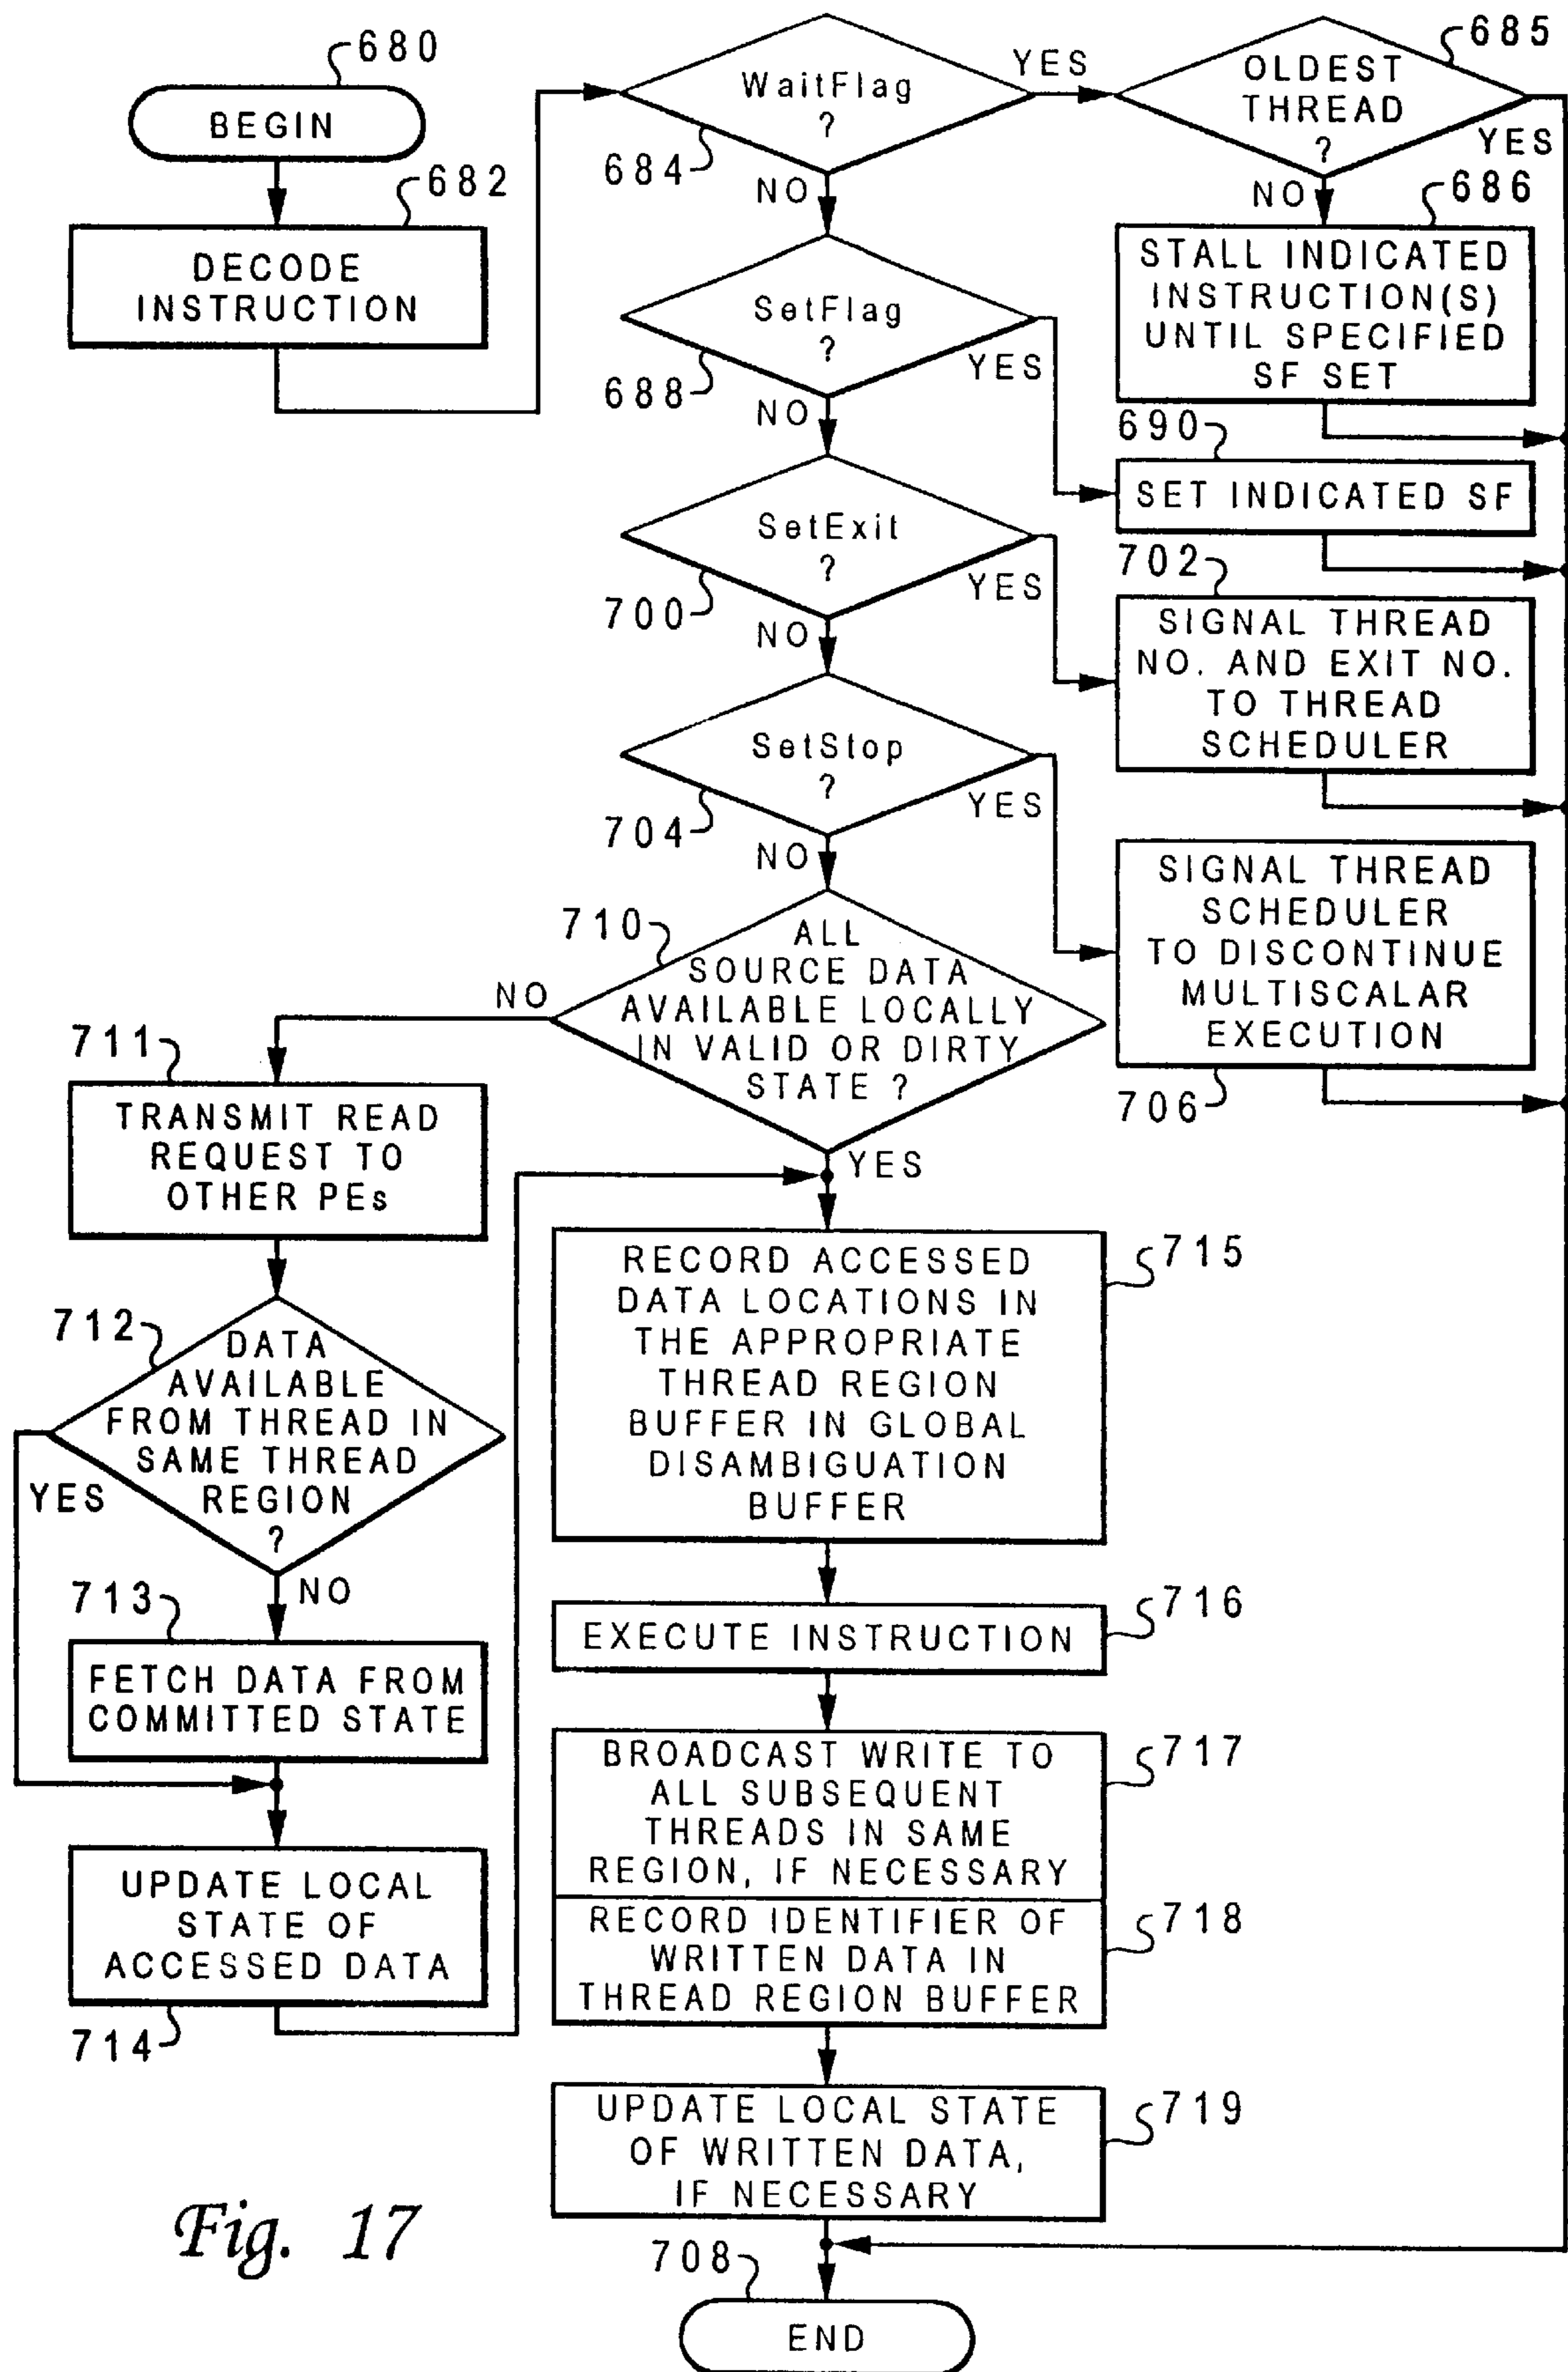 680
BEGIN
682
DECODE
INSTRUCTION
WaitFlag
?
684
YES
NO
685
OLDEST
THREAD
?
YES
NO
686
STALL INDICATED
INSTRUCTION(S)
UNTIL SPECIFIED
SF SET
SetFlag
?
688
YES
NO
690
SET INDICATED SF
SetExit
?
700
YES
NO
702
SIGNAL THREAD
NO. AND EXIT NO.
TO THREAD
SCHEDULER
SetStop
?
704
YES
NO
SIGNAL THREAD
SCHEDULER
TO DISCONTINUE
MULTISCALAR
EXECUTION
706
710
ALL
SOURCE DATA
AVAILABLE LOCALLY
IN VALID OR DIRTY
STATE ?
NO
YES
711
TRANSMIT READ
REQUEST TO
OTHER PEs
712
DATA
AVAILABLE
FROM THREAD IN
SAME THREAD
REGION
?
YES
NO
713
FETCH DATA FROM
COMMITTED STATE
UPDATE LOCAL
STATE OF
ACCESSED DATA
714
RECORD ACCESSED
DATA LOCATIONS IN
THE APPROPRIATE
THREAD REGION
BUFFER IN GLOBAL
DISAMBIGUATION
BUFFER
715
EXECUTE INSTRUCTION
716
BROADCAST WRITE TO
ALL SUBSEQUENT
THREADS IN SAME
REGION, IF NECESSARY
717
RECORD IDENTIFIER OF
WRITTEN DATA IN
THREAD REGION BUFFER
718
UPDATE LOCAL STATE
OF WRITTEN DATA,
IF NECESSARY
719
708
END
Fig. 17